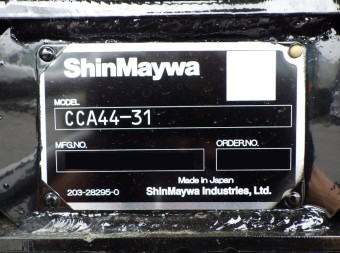 ShinMaywa
MODEL
CCA44-31
MFG.NO.
ORDER.NO.
Made in Japan
203-28295-0
ShinMaywa Industries, Ltd.